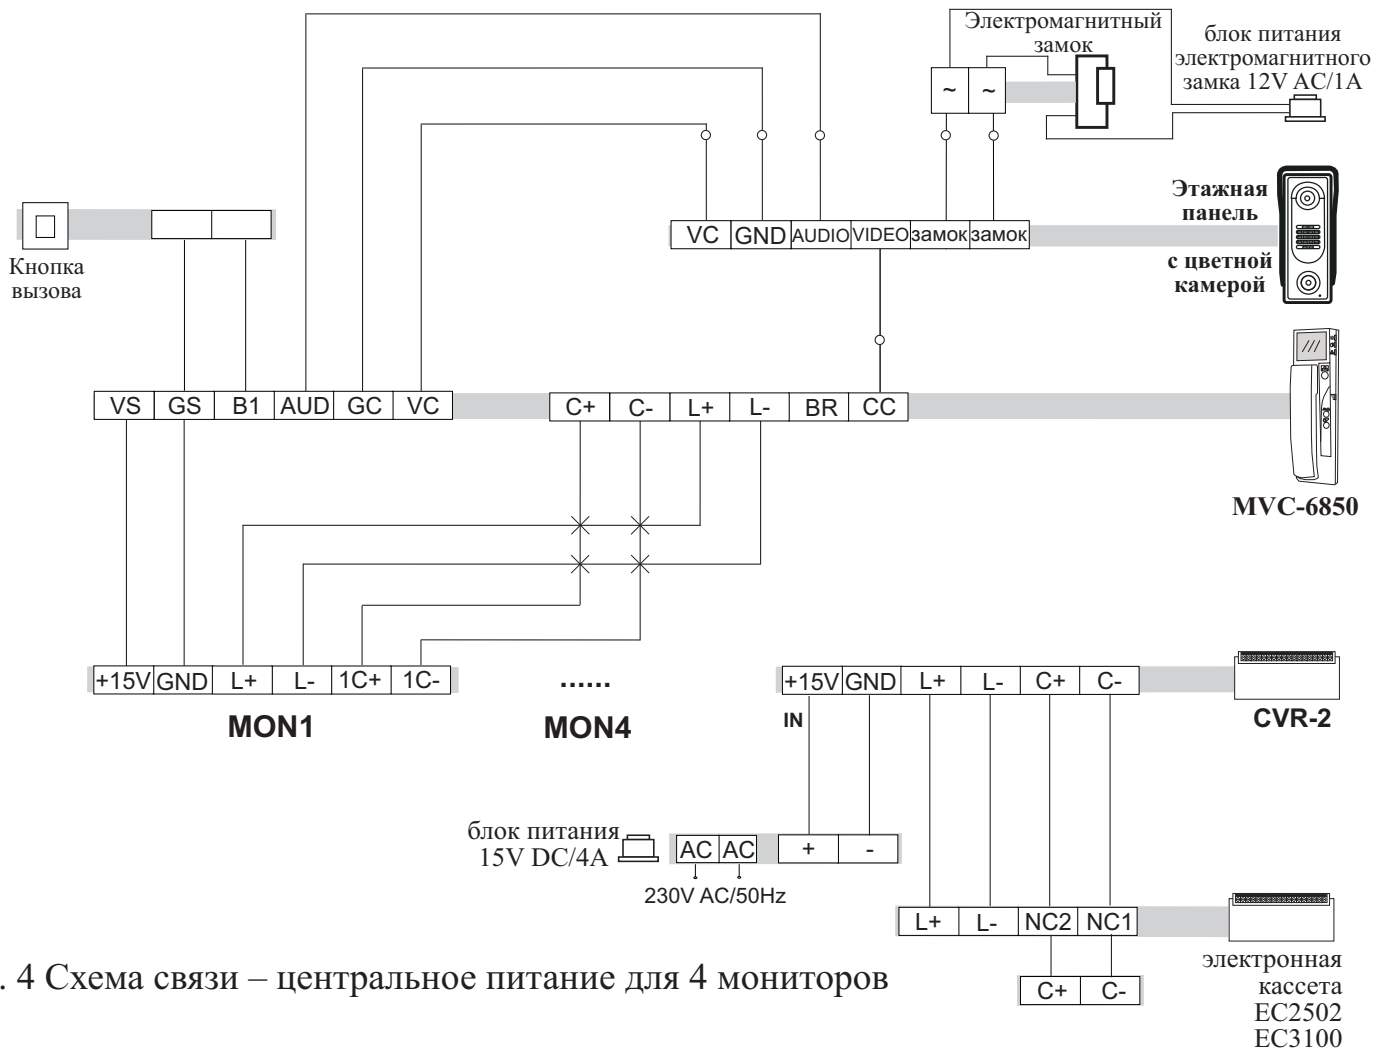 Электромагнитный
замок
блок питания
электромагнитного
замка 12V AC/1A
~ ~
Этажная
панель
с цветной
камерой
VC GND AUDIO VIDEO замок замок
Кнопка
вызова
VS GS B1 AUD GC VC
C+ C- L+ L- BR CC
MVC-6850
+15V GND L+ L- 1C+ 1C-
MON1
......
MON4
+15V GND L+ L- C+ C-
IN
CVR-2
блок питания
15V DC/4A
AC AC + -
230V AC/50Hz
L+ L- NC2 NC1
C+ C-
электронная
кассета
EC2502
EC3100
. 4 Схема связи – центральное питание для 4 мониторов